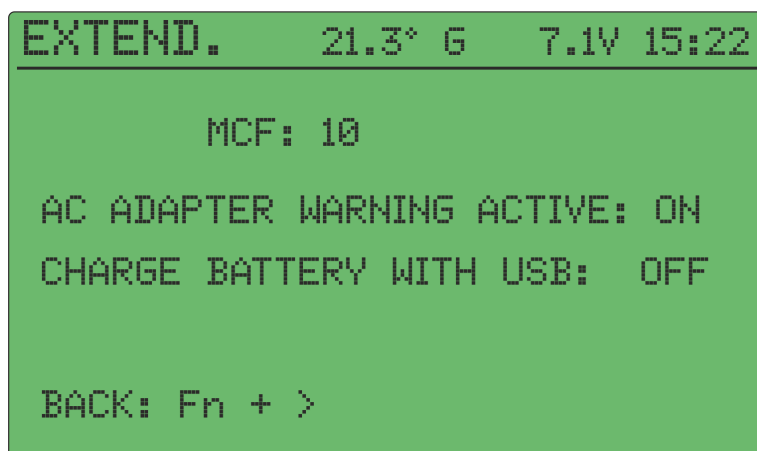 EXTEND. 21.3° G 7.1V 15:22
MCF: 10
AC ADAPTER WARNING ACTIVE: ON
CHARGE BATTERY WITH USB: OFF
BACK: Fn + >